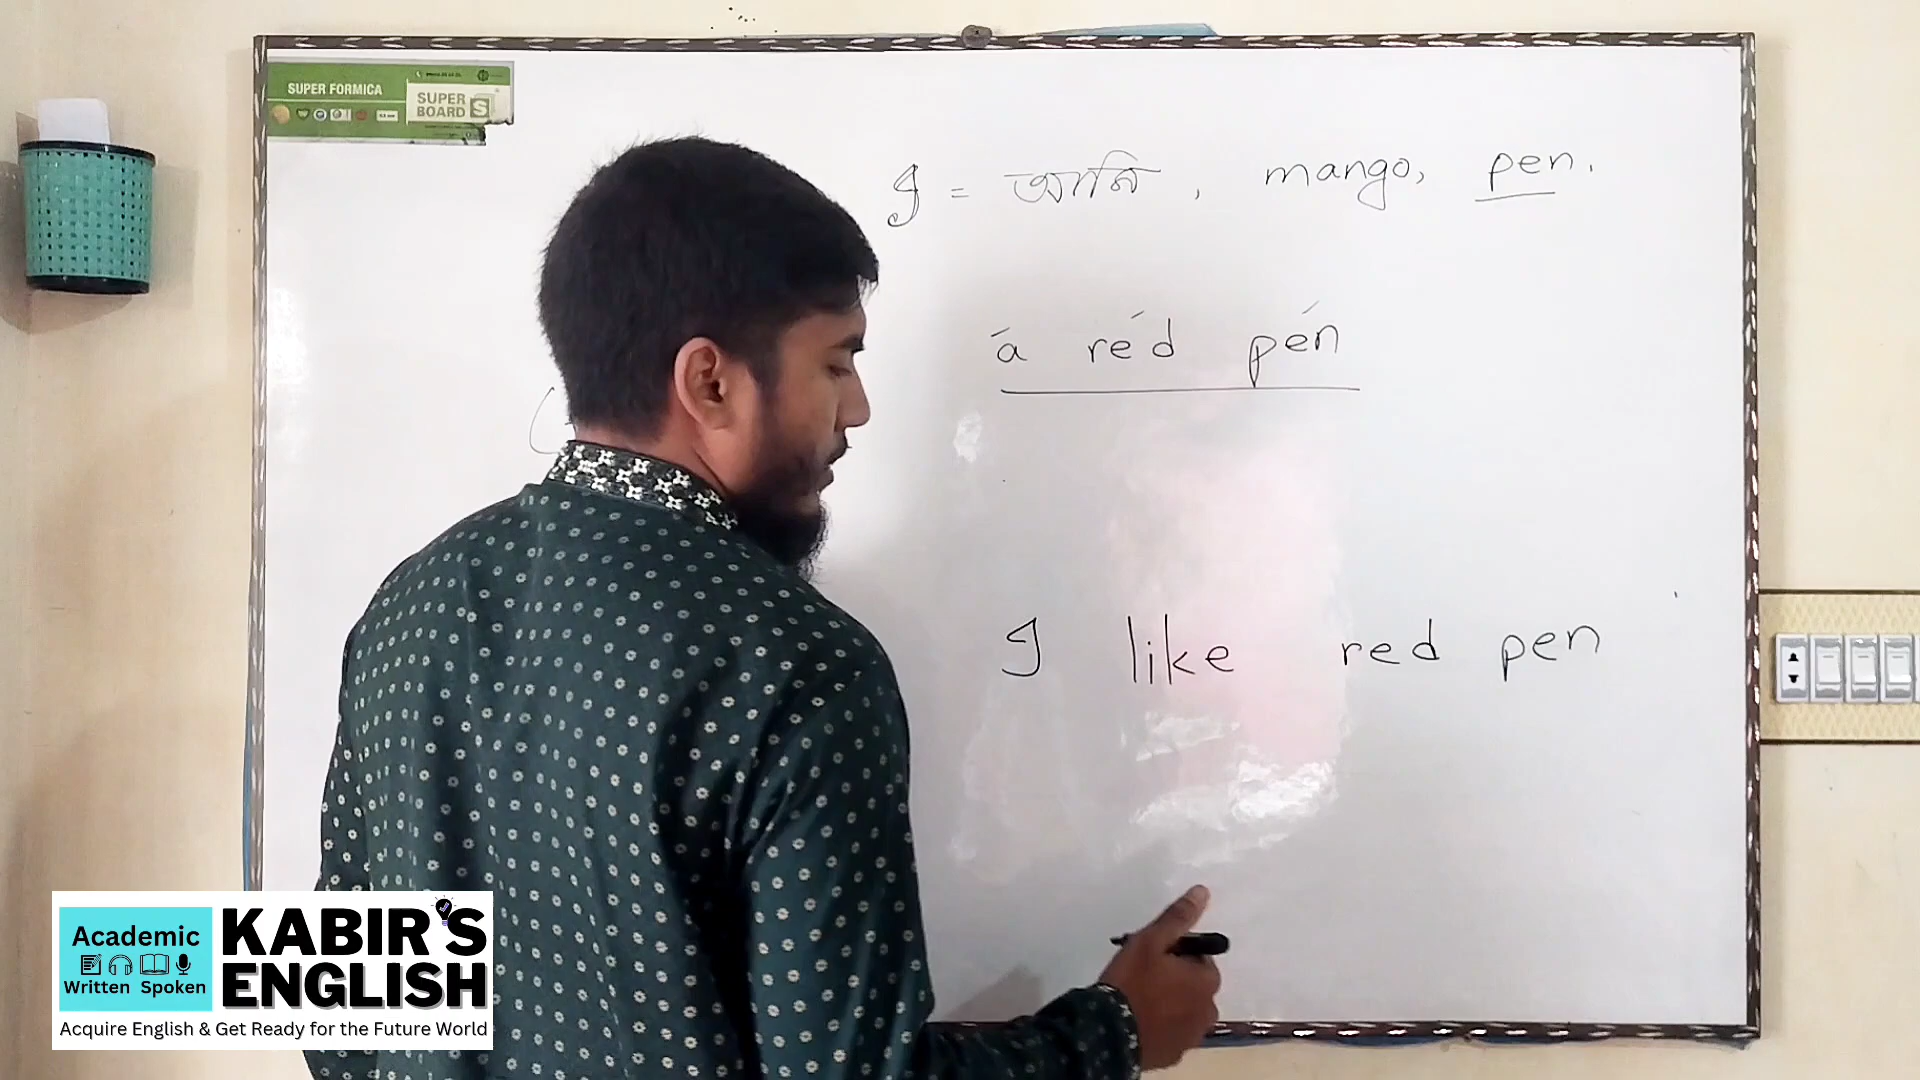 SUPER FORMICA
SUPER BOARD S
I = আমি, mango, pen.
a red pen
I like red pen
Academic
Written Spoken
KABIR'S ENGLISH
Acquire English & Get Ready for the Future World